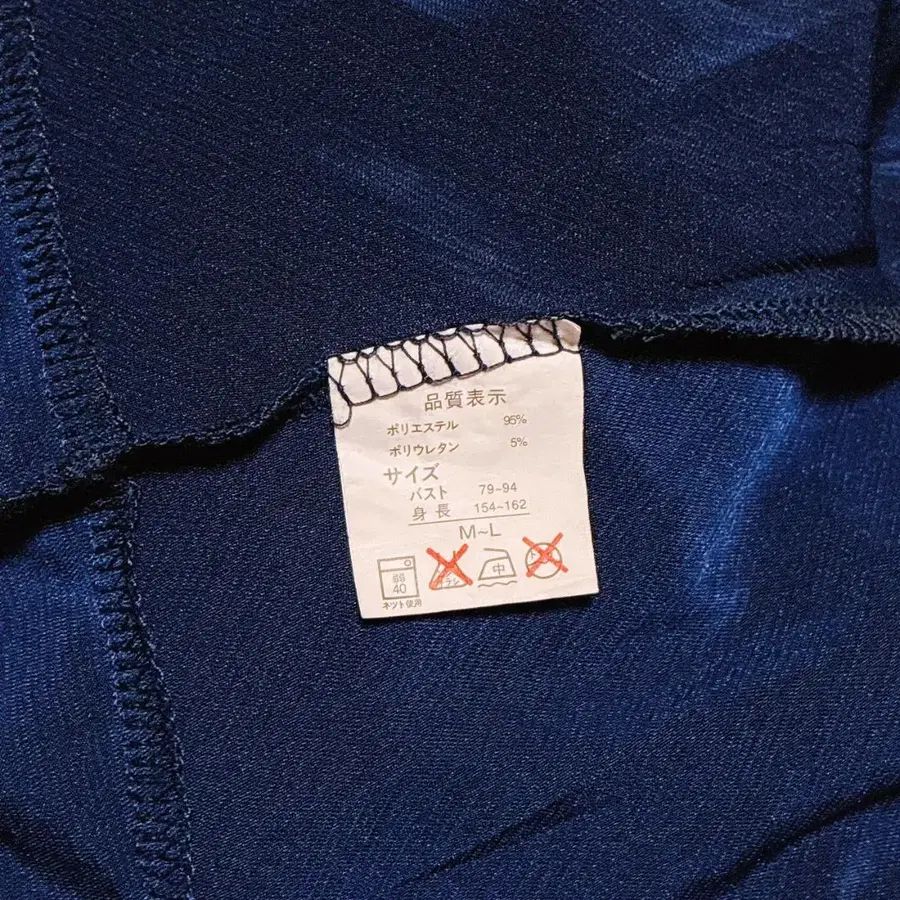 品質表示
ポリエステル 95%
ポリウレタン 5%
サイズ
バスト 79~94
身長 154~162
M~L
弱
40
中
ネット使用